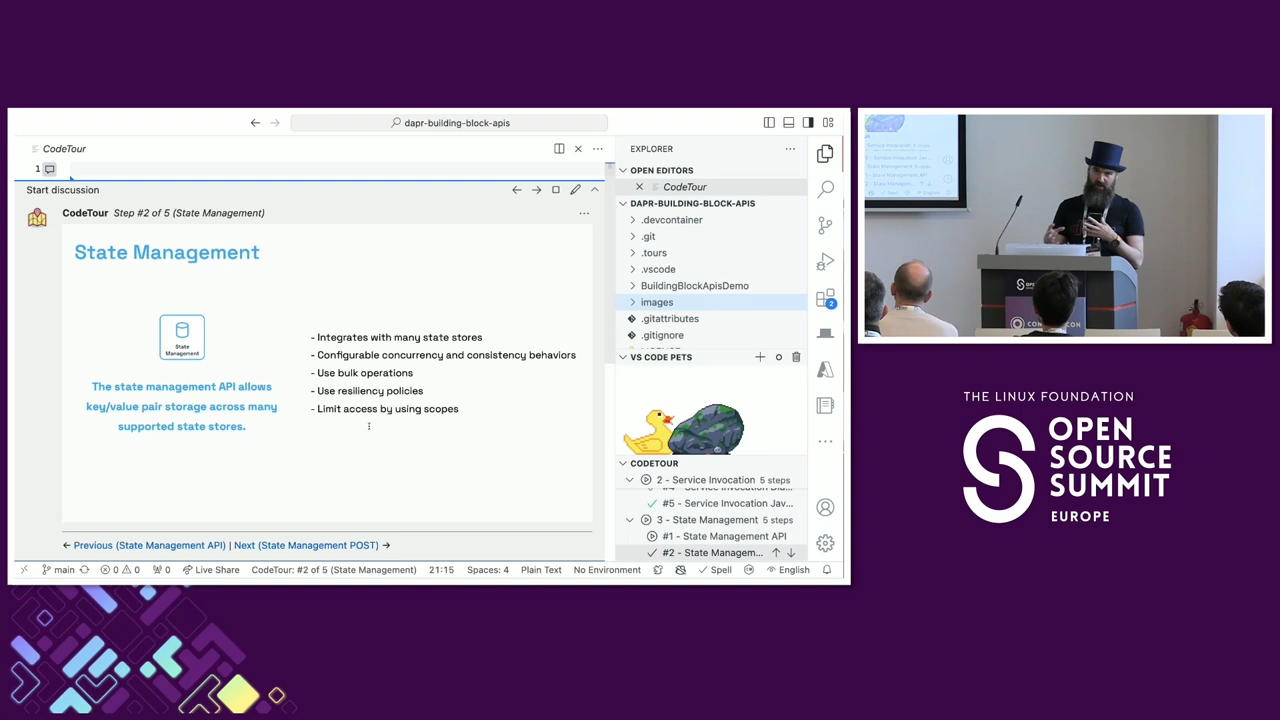 dapr-building-block-apis
CodeTour
1
Start discussion
CodeTour Step #2 of 5 (State Management)
State Management
State
Management
The state management API allows
key/value pair storage across many
supported state stores.
- Integrates with many state stores
- Configurable concurrency and consistency behaviors
- Use bulk operations
- Use resiliency policies
- Limit access by using scopes
← Previous (State Management API) | Next (State Management POST) →
EXPLORER
OPEN EDITORS
CodeTour
DAPR-BUILDING-BLOCK-APIS
.devcontainer
.git
.tours
.vscode
BuildingBlockApisDemo
images
.gitattributes
.gitignore
VS CODE PETS
CODETOUR
2 - Service Invocation 5 steps
#5 - Service Invocation Jav...
3 - State Management 5 steps
#1 - State Management API
#2 - State Managem...
2
main 0 0 0 Live Share CodeTour: #2 of 5 (State Management) 21:15 Spaces: 4 Plain Text No Environment Spell English
THE LINUX FOUNDATION
OPEN
SOURCE
SUMMIT
EUROPE